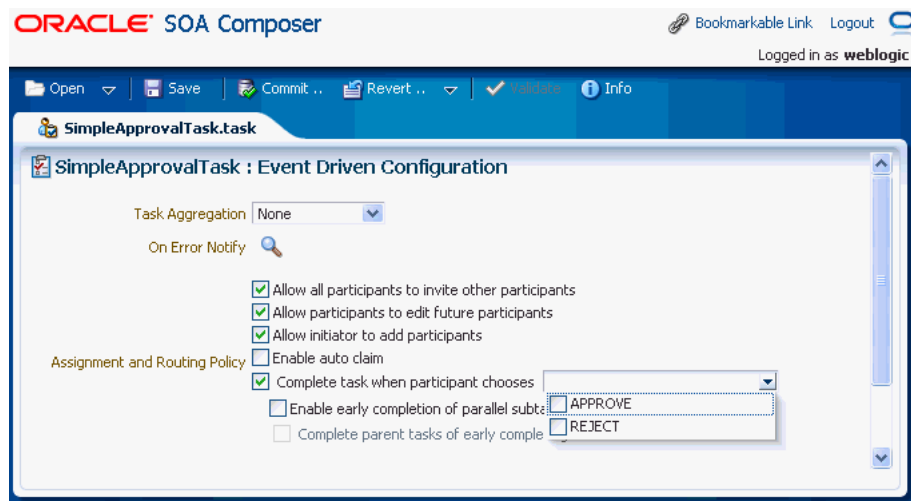 ORACLE SOA Composer
Bookmarkable Link Logout
Logged in as weblogic
Open Save Commit .. Revert .. Validate Info
SimpleApprovalTask.task
SimpleApprovalTask : Event Driven Configuration
Task Aggregation None
On Error Notify
Allow all participants to invite other participants
Allow participants to edit future participants
Allow initiator to add participants
Assignment and Routing Policy Enable auto claim
Complete task when participant chooses
Enable early completion of parallel subta
APPROVE
REJECT
Complete parent tasks of early comple